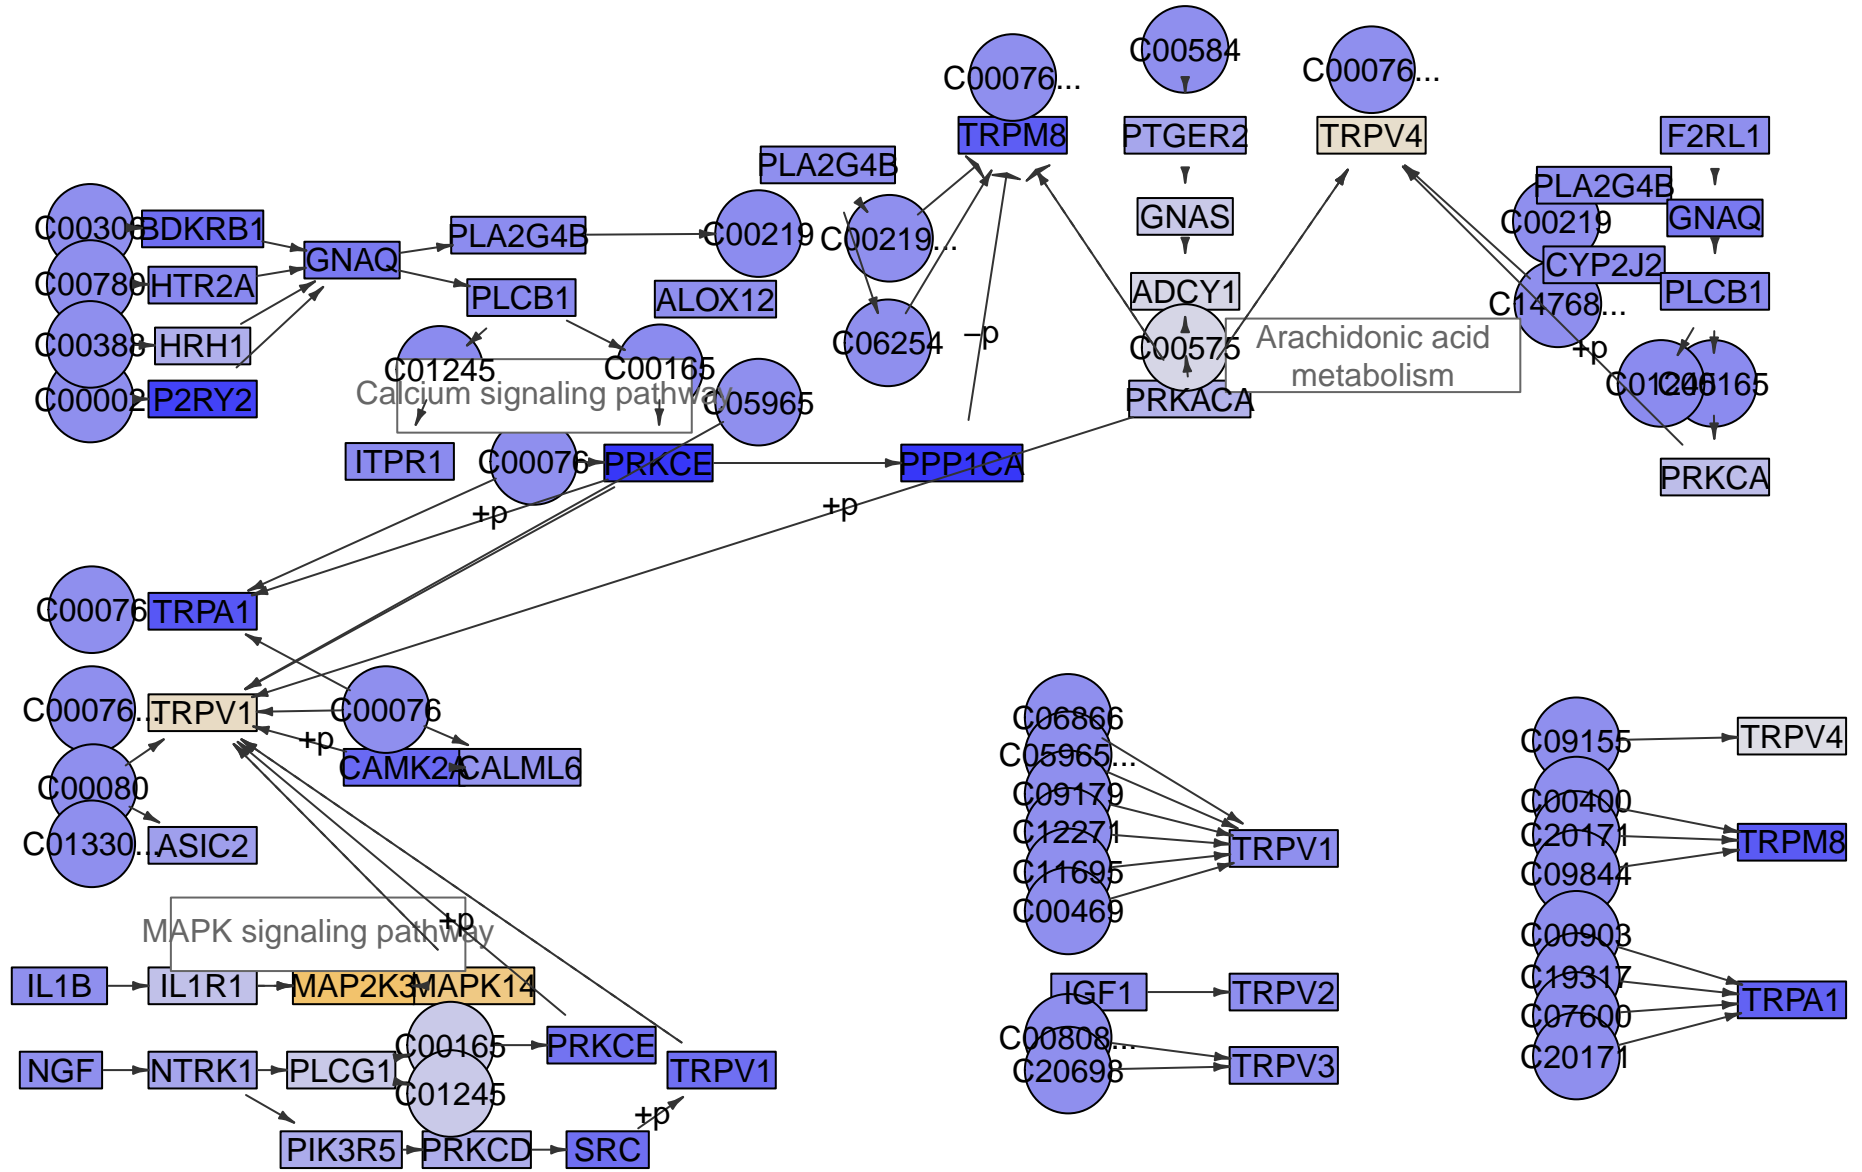 C00584
C00076...
C00076...
TRPM8
PTGER2
TRPV4
F2RL1
PLA2G4B
PLA2G4B
C00219
GNAS
GNAQ
BDKRB1
PLA2G4B
C00219
C00219...
GNAQ
CYP2J2
HTR2A
PLCB1
ALOX12
ADCY1
PLCB1
C14768...
C00388
HRH1
C06254
–p
C00575
Arachidonic acid
metabolism
+p
C01245
C00165
Calcium signaling pathway
C05965
PRKACA
C00002
P2RY2
ITPR1
C00076
PRKCE
PPP1CA
PRKCA
+p
+p
C00076
TRPA1
C00076...
TRPV1
C00076
+p
CAMK2A
CALML6
C00080
C01330...
ASIC2
C06866
C05965...
C09179
C12271
C11695
C00469
TRPV1
C09155
TRPV4
C00400
C20171
C09844
TRPM8
MAPK signaling pathway
+p
C00903
C19317
C07600
C20171
TRPA1
IL1B
IL1R1
MAP2K3
MAPK14
IGF1
TRPV2
C00808...
C20698
TRPV3
NGF
NTRK1
PLCG1
C00165
C01245
PRKCE
TRPV1
+p
PIK3R5
PRKCD
SRC